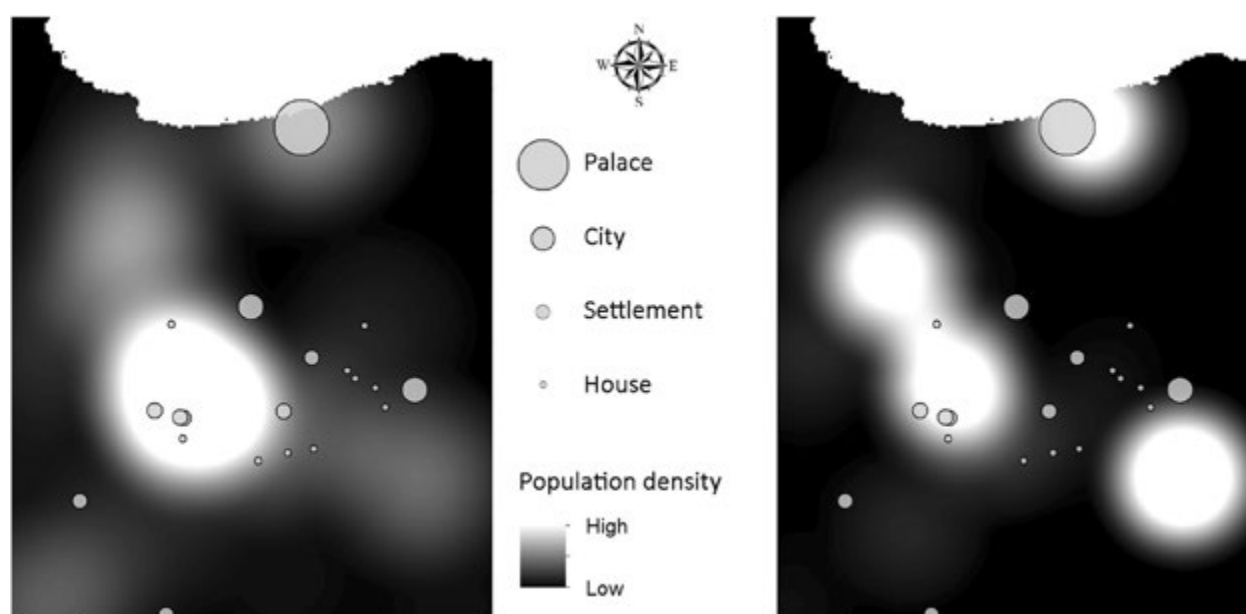 N
W E
S
Palace
City
Settlement
House
Population density
High
Low